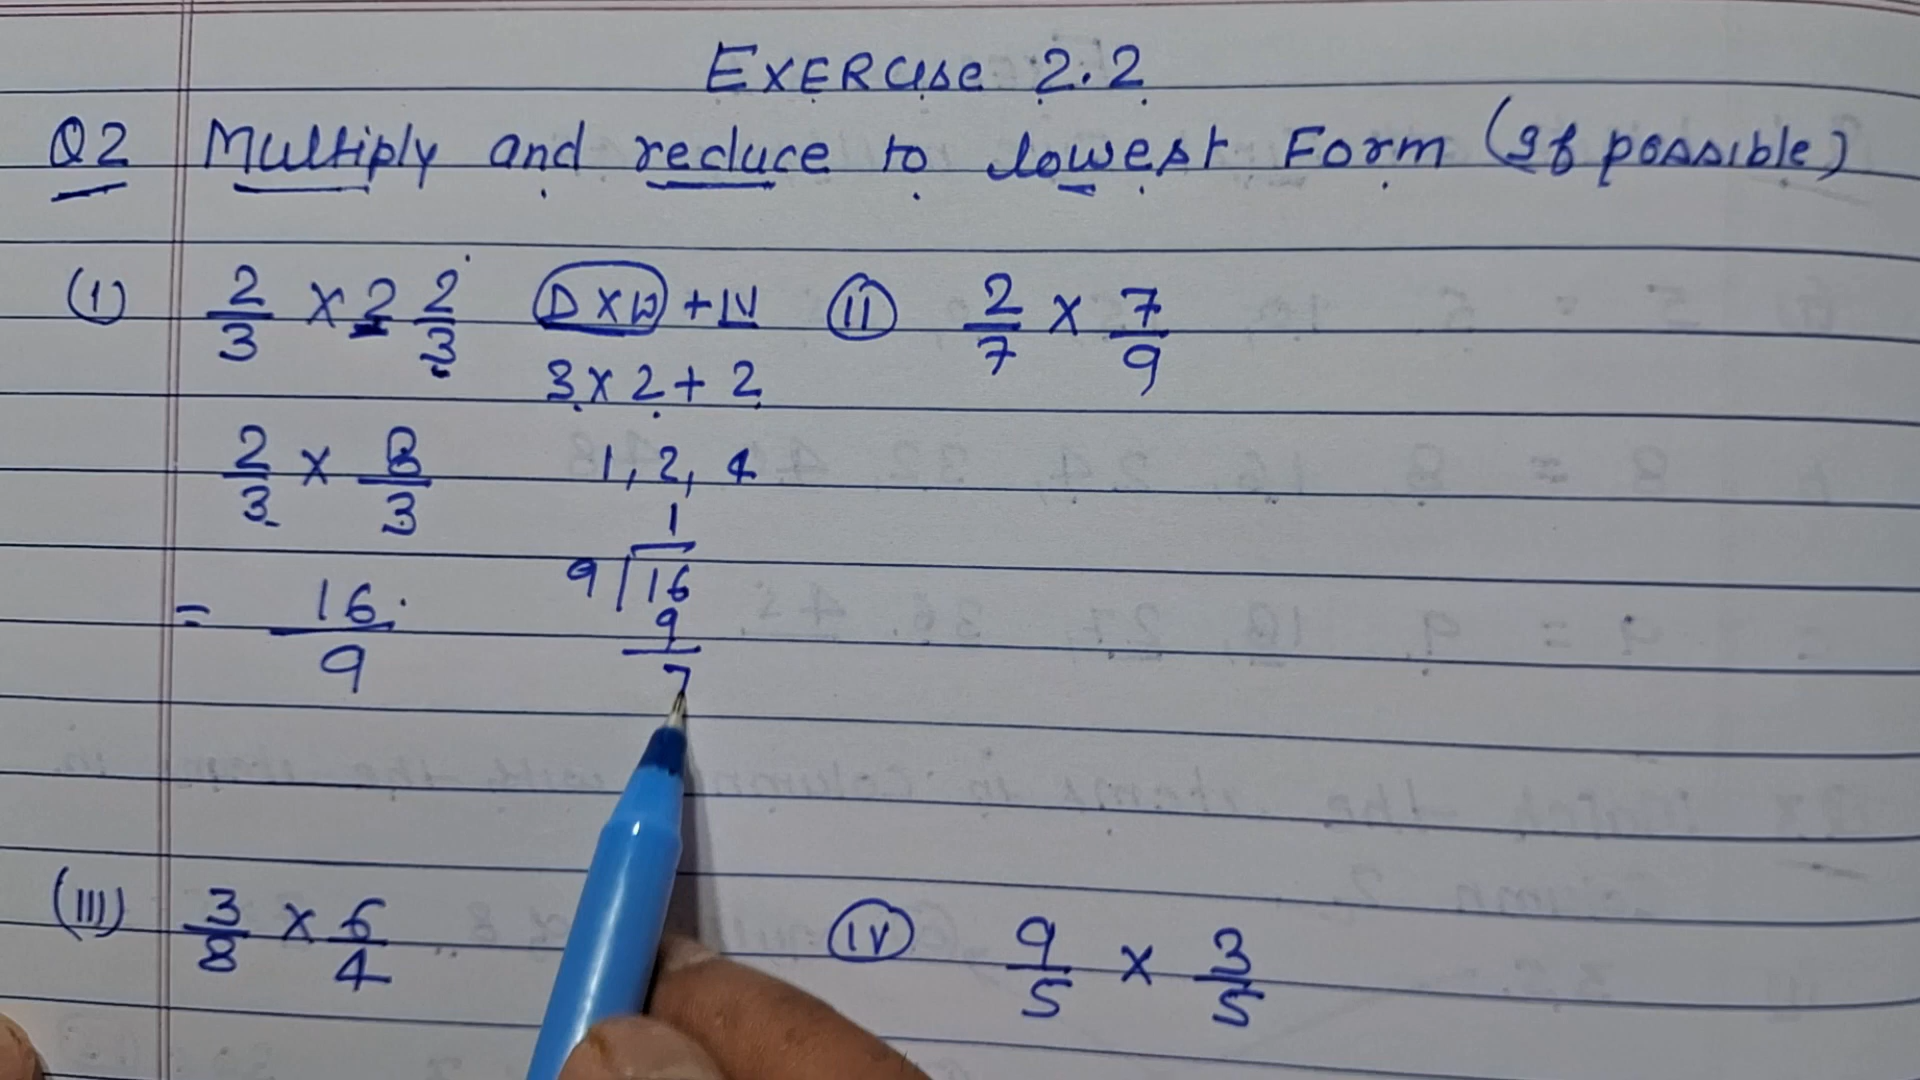 EXERCISE 2.2
Q2 Multiply and reduce to lowest Form (If possible)
(I) 2/3 × 2 2/3 (D×W) + N
3 × 2 + 2
2/3 × 8/3 1, 2, 4
= 16/9
1
9 16
9
7
(II) 2/7 × 7/9
(III) 3/8 × 6/4
(IV) 9/5 × 3/5